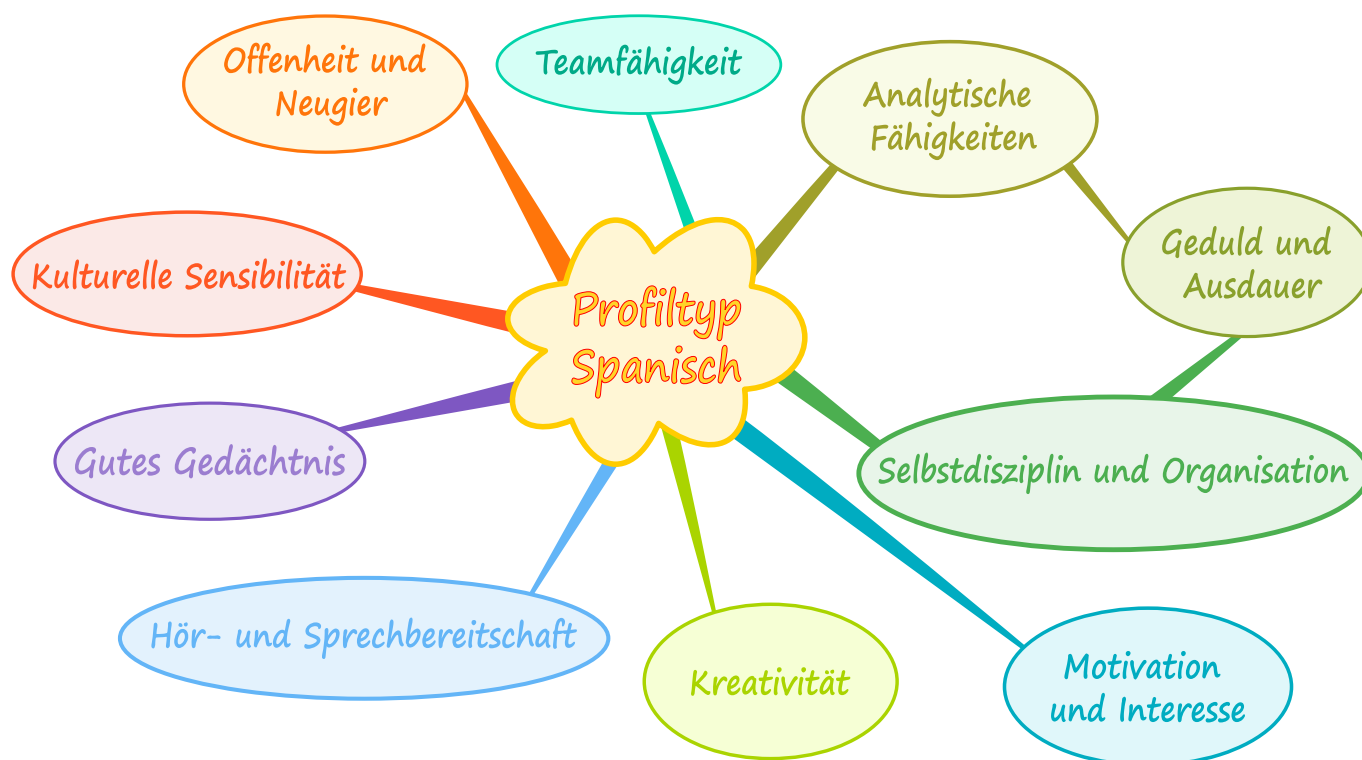 Offenheit und
Neugier
Teamfähigkeit
Analytische
Fähigkeiten
Geduld und
Ausdauer
Kulturelle Sensibilität
Profiltyp
Spanisch
Gutes Gedächtnis
Selbstdisziplin und Organisation
Hör- und Sprechbereitschaft
Kreativität
Motivation
und Interesse